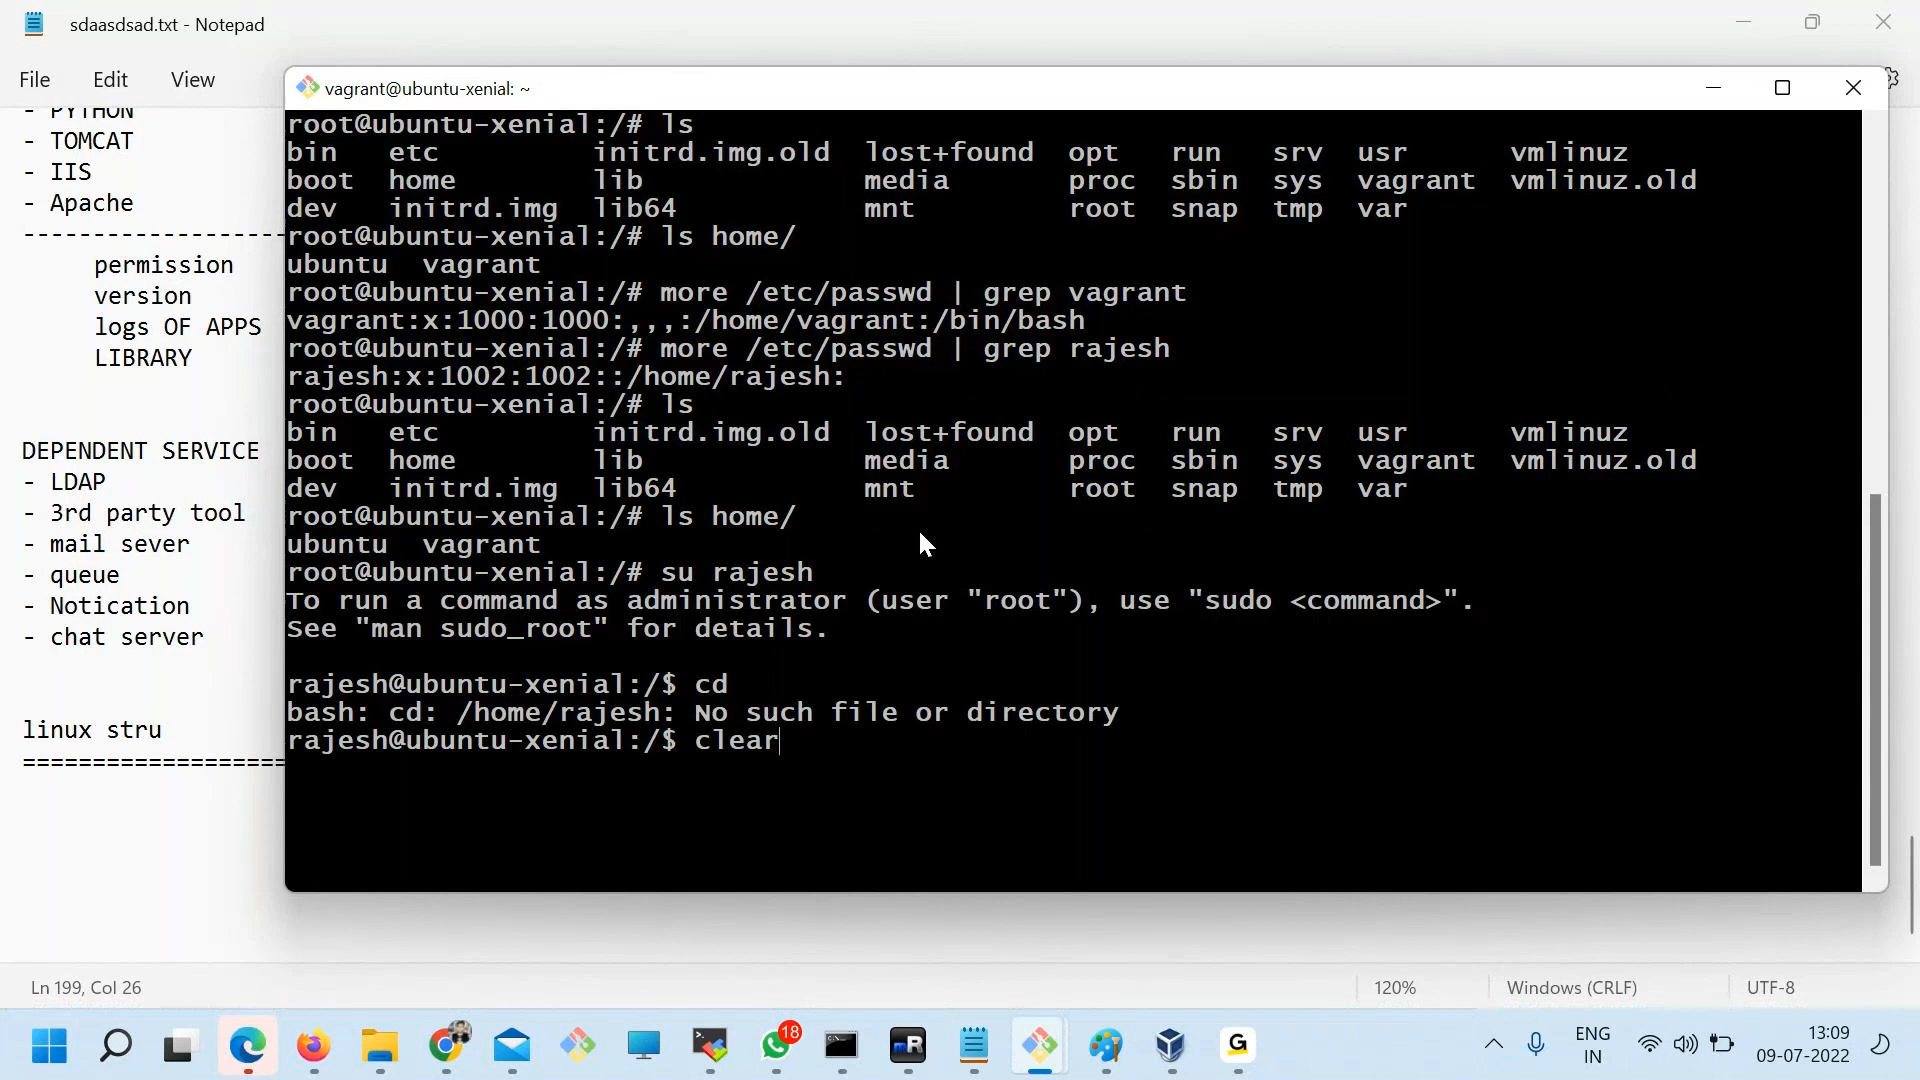 sdaasdsad.txt - Notepad
File Edit View
- PYTHON
- TOMCAT
- IIS
- Apache
-------------------
permission
version
logs OF APPS
LIBRARY
DEPENDENT SERVICE
- LDAP
- 3rd party tool
- mail sever
- queue
- Notication
- chat server
linux stru
===================
vagrant@ubuntu-xenial: ~
root@ubuntu-xenial:/# ls
bin etc initrd.img.old lost+found opt run srv usr vmlinuz
boot home lib media proc sbin sys vagrant vmlinuz.old
dev initrd.img lib64 mnt root snap tmp var
root@ubuntu-xenial:/# ls home/
ubuntu vagrant
root@ubuntu-xenial:/# more /etc/passwd | grep vagrant
vagrant:x:1000:1000:,,,:/home/vagrant:/bin/bash
root@ubuntu-xenial:/# more /etc/passwd | grep rajesh
rajesh:x:1002:1002::/home/rajesh:
root@ubuntu-xenial:/# ls
bin etc initrd.img.old lost+found opt run srv usr vmlinuz
boot home lib media proc sbin sys vagrant vmlinuz.old
dev initrd.img lib64 mnt root snap tmp var
root@ubuntu-xenial:/# ls home/
ubuntu vagrant
root@ubuntu-xenial:/# su rajesh
To run a command as administrator (user "root"), use "sudo <command>".
See "man sudo_root" for details.
rajesh@ubuntu-xenial:/$ cd
bash: cd: /home/rajesh: No such file or directory
rajesh@ubuntu-xenial:/$ clear
Ln 199, Col 26 120% Windows (CRLF) UTF-8
18
ENG
IN
13:09
09-07-2022